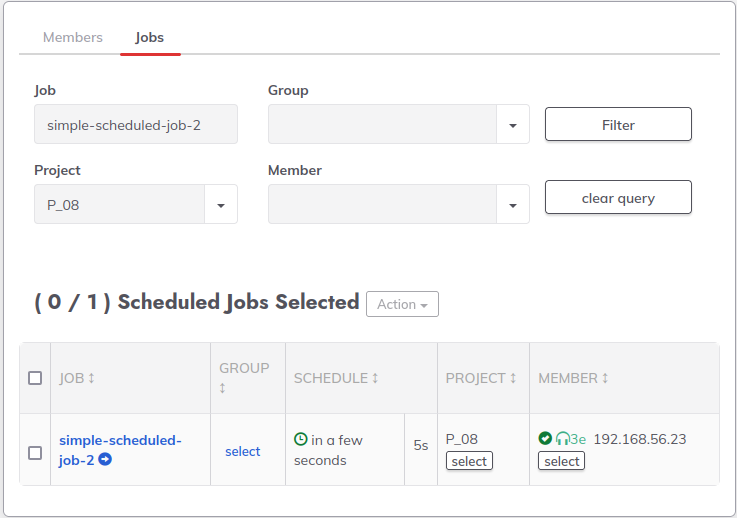 Members Jobs
Job Group
simple-scheduled-job-2 Filter
Project Member
P_08 clear query
( 0 / 1 ) Scheduled Jobs Selected Action
JOB GROUP SCHEDULE PROJECT MEMBER
simple-scheduled-job-2 select in a few seconds 5s P_08 select 3e 192.168.56.23 select